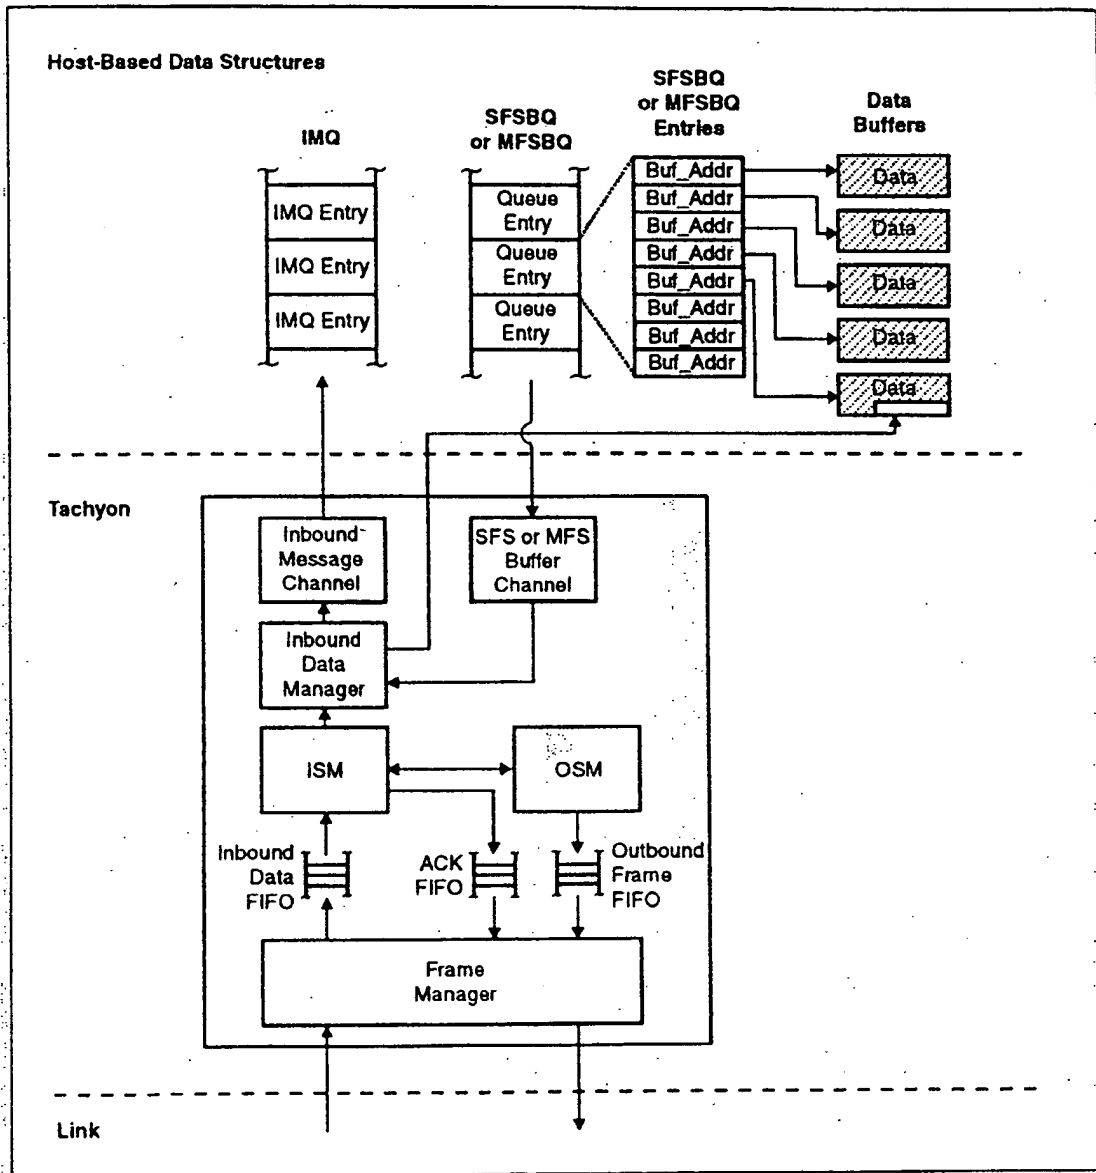 Host-Based Data Structures
IMQ
SFSBQ
or MFSBQ
SFSBQ
or MFSBQ
Entries
Data
Buffers
IMQ Entry
IMQ Entry
IMQ Entry
Queue
Entry
Queue
Entry
Queue
Entry
Buf_Addr
Buf_Addr
Buf_Addr
Buf_Addr
Buf_Addr
Buf_Addr
Buf_Addr
Buf_Addr
Data
Data
Data
Data
Data
Tachyon
Inbound
Message
Channel
SFS or MFS
Buffer
Channel
Inbound
Data
Manager
ISM
OSM
Inbound
Data
FIFO
ACK
FIFO
Outbound
Frame
FIFO
Frame
Manager
Link